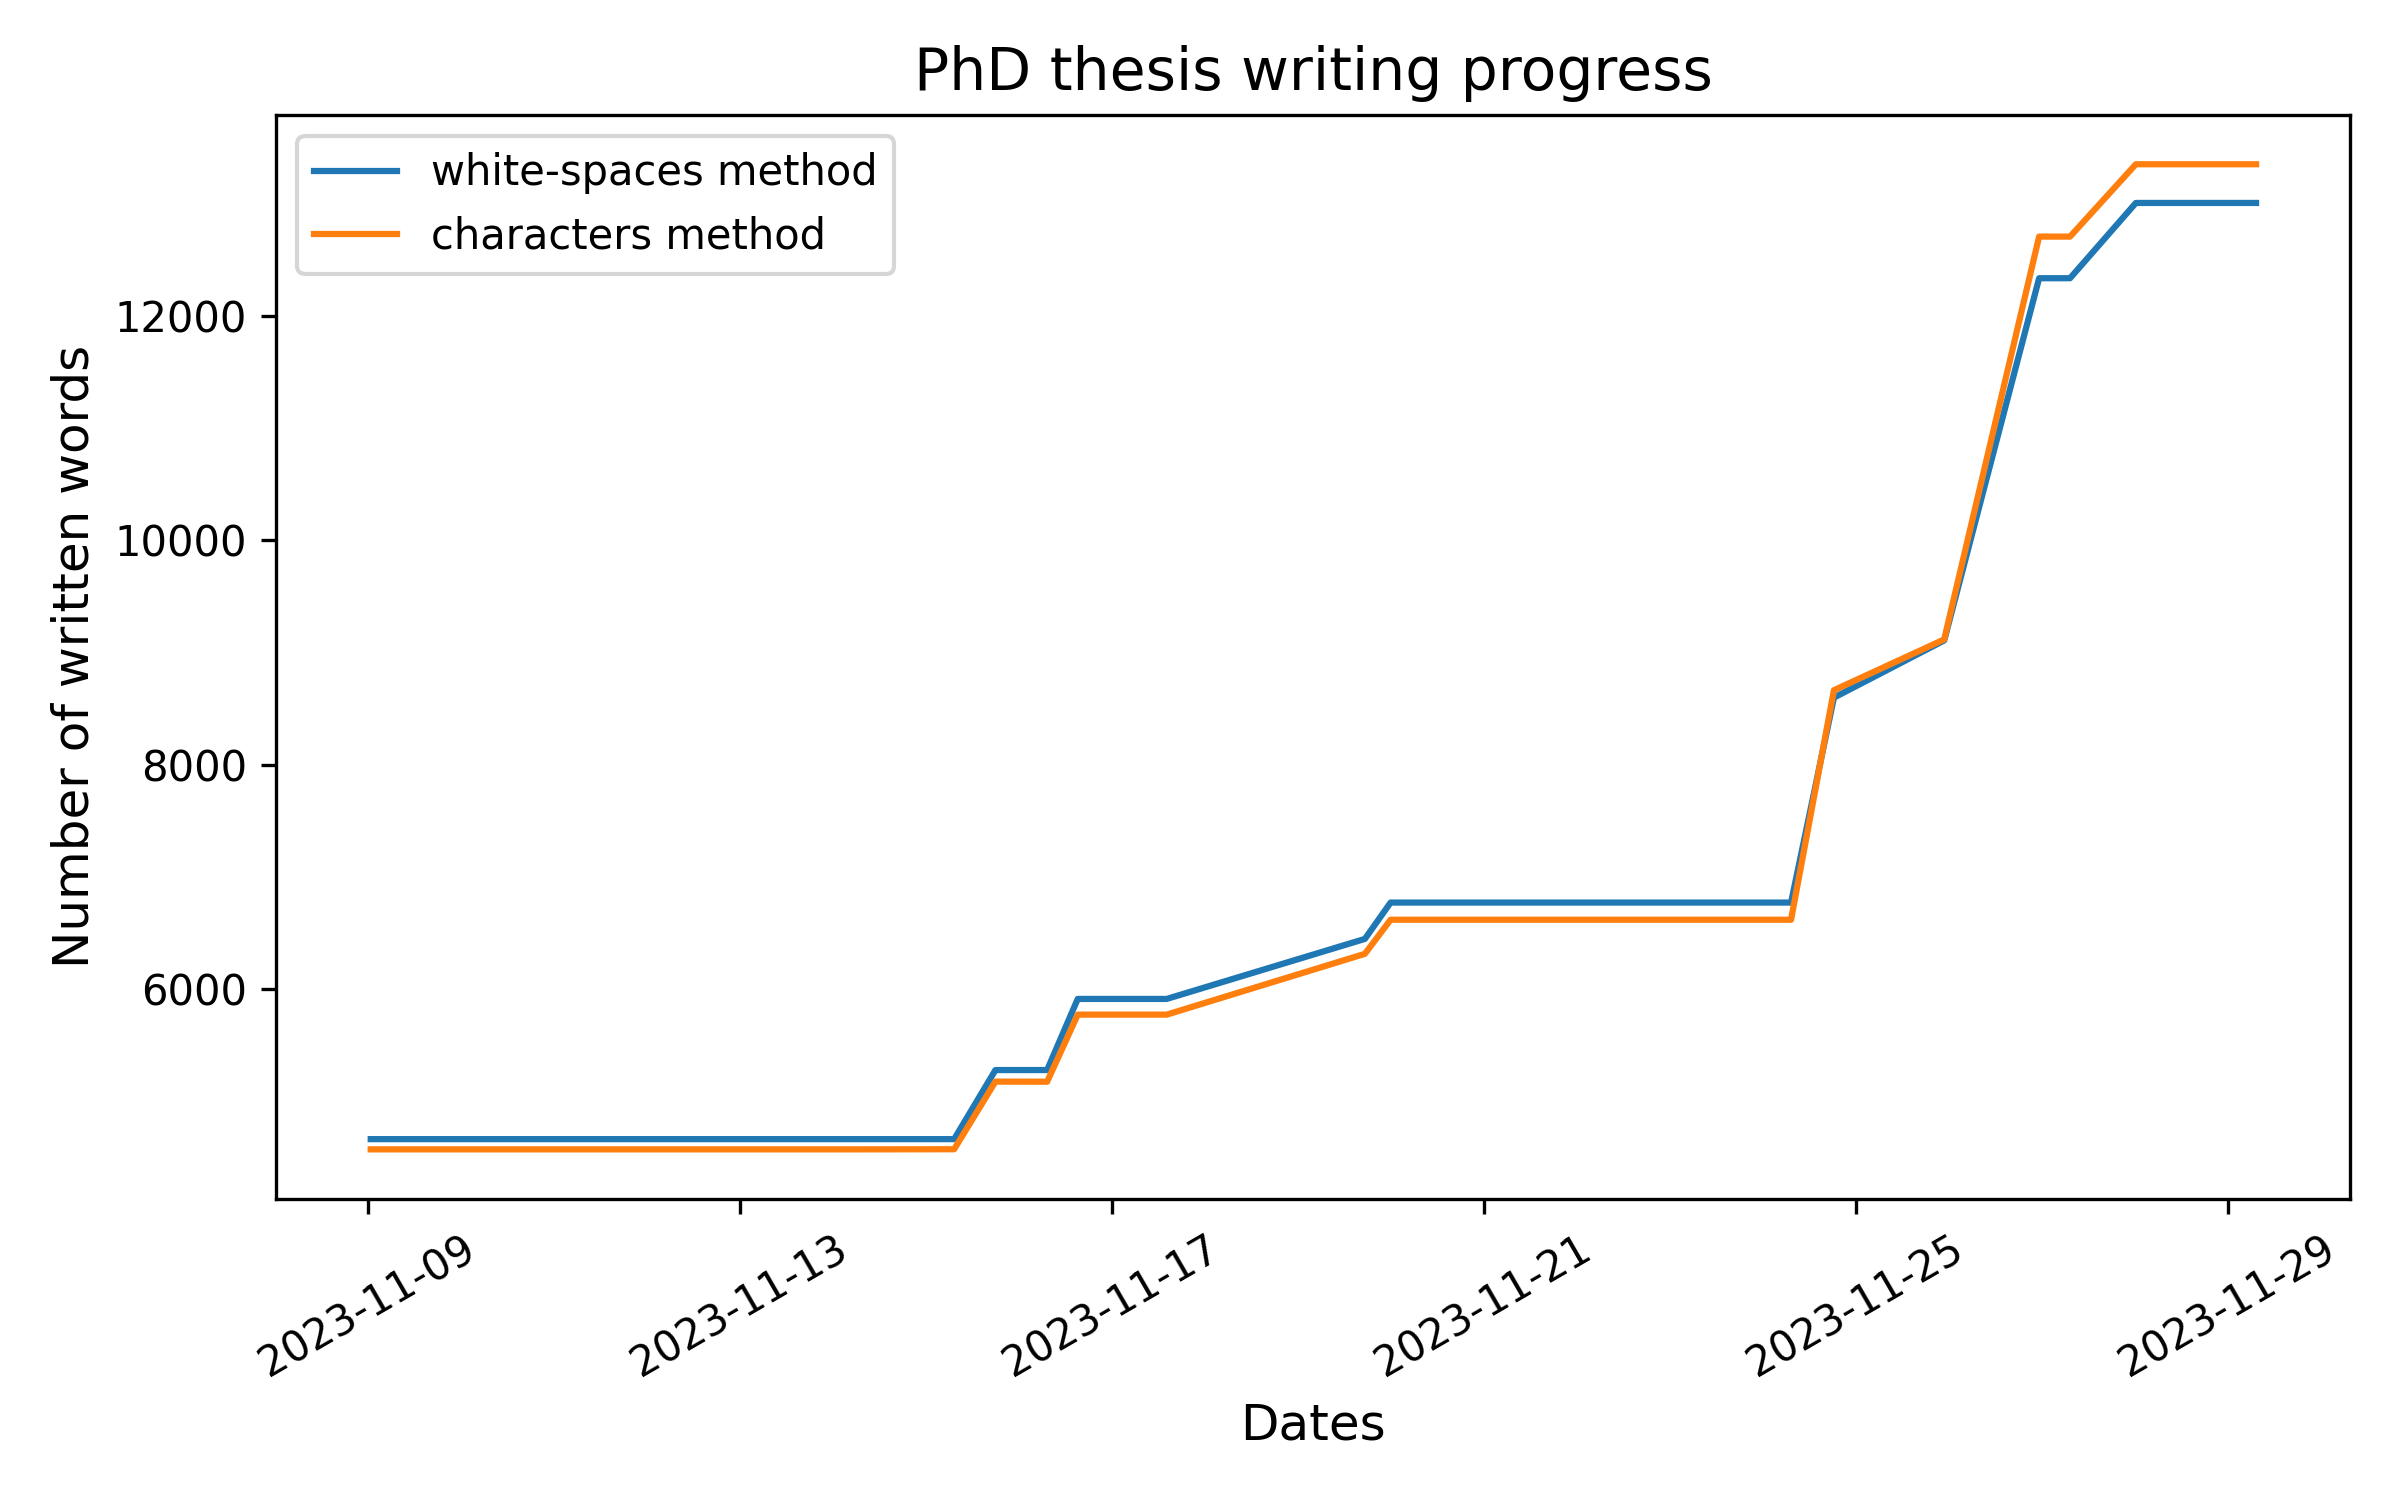 PhD thesis writing progress
white-spaces method
characters method
Number of written words
12000
10000
8000
6000
2023-11-09
2023-11-13
2023-11-17
2023-11-21
2023-11-25
2023-11-29
Dates